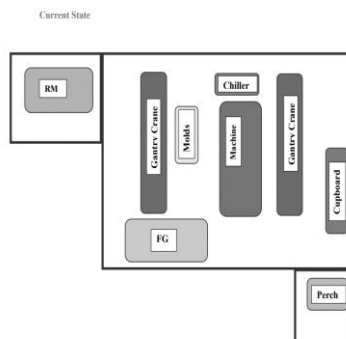 Current State
RM
Gantry Crane
Molds
Chiller
Machine
Gantry Crane
Cupboard
FG
Perch